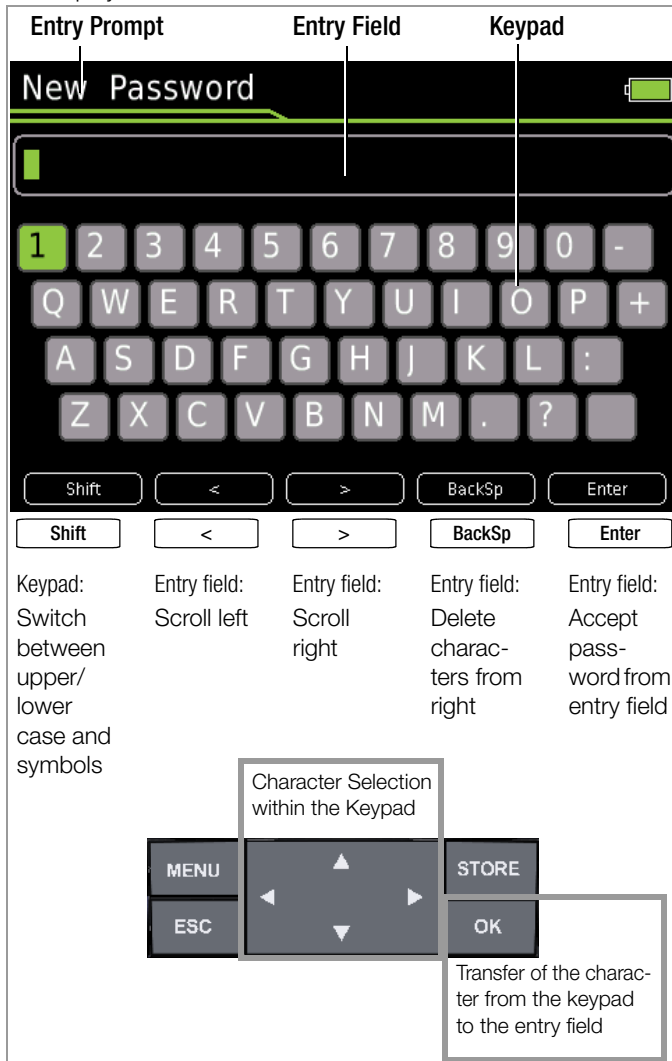 Entry Prompt Entry Field Keypad
New Password
1 2 3 4 5 6 7 8 9 0 -
Q W E R T Y U I O P +
A S D F G H J K L :
Z X C V B N M . ?
Shift < > BackSp Enter
Shift < > BackSp Enter
Keypad:
Switch
between
upper/
lower
case and
symbols
Entry field:
Scroll left
Entry field:
Scroll
right
Entry field:
Delete
charac-
ters from
right
Entry field:
Accept
pass-
word from
entry field
Character Selection
within the Keypad
MENU STORE
ESC OK
Transfer of the charac-
ter from the keypad
to the entry field